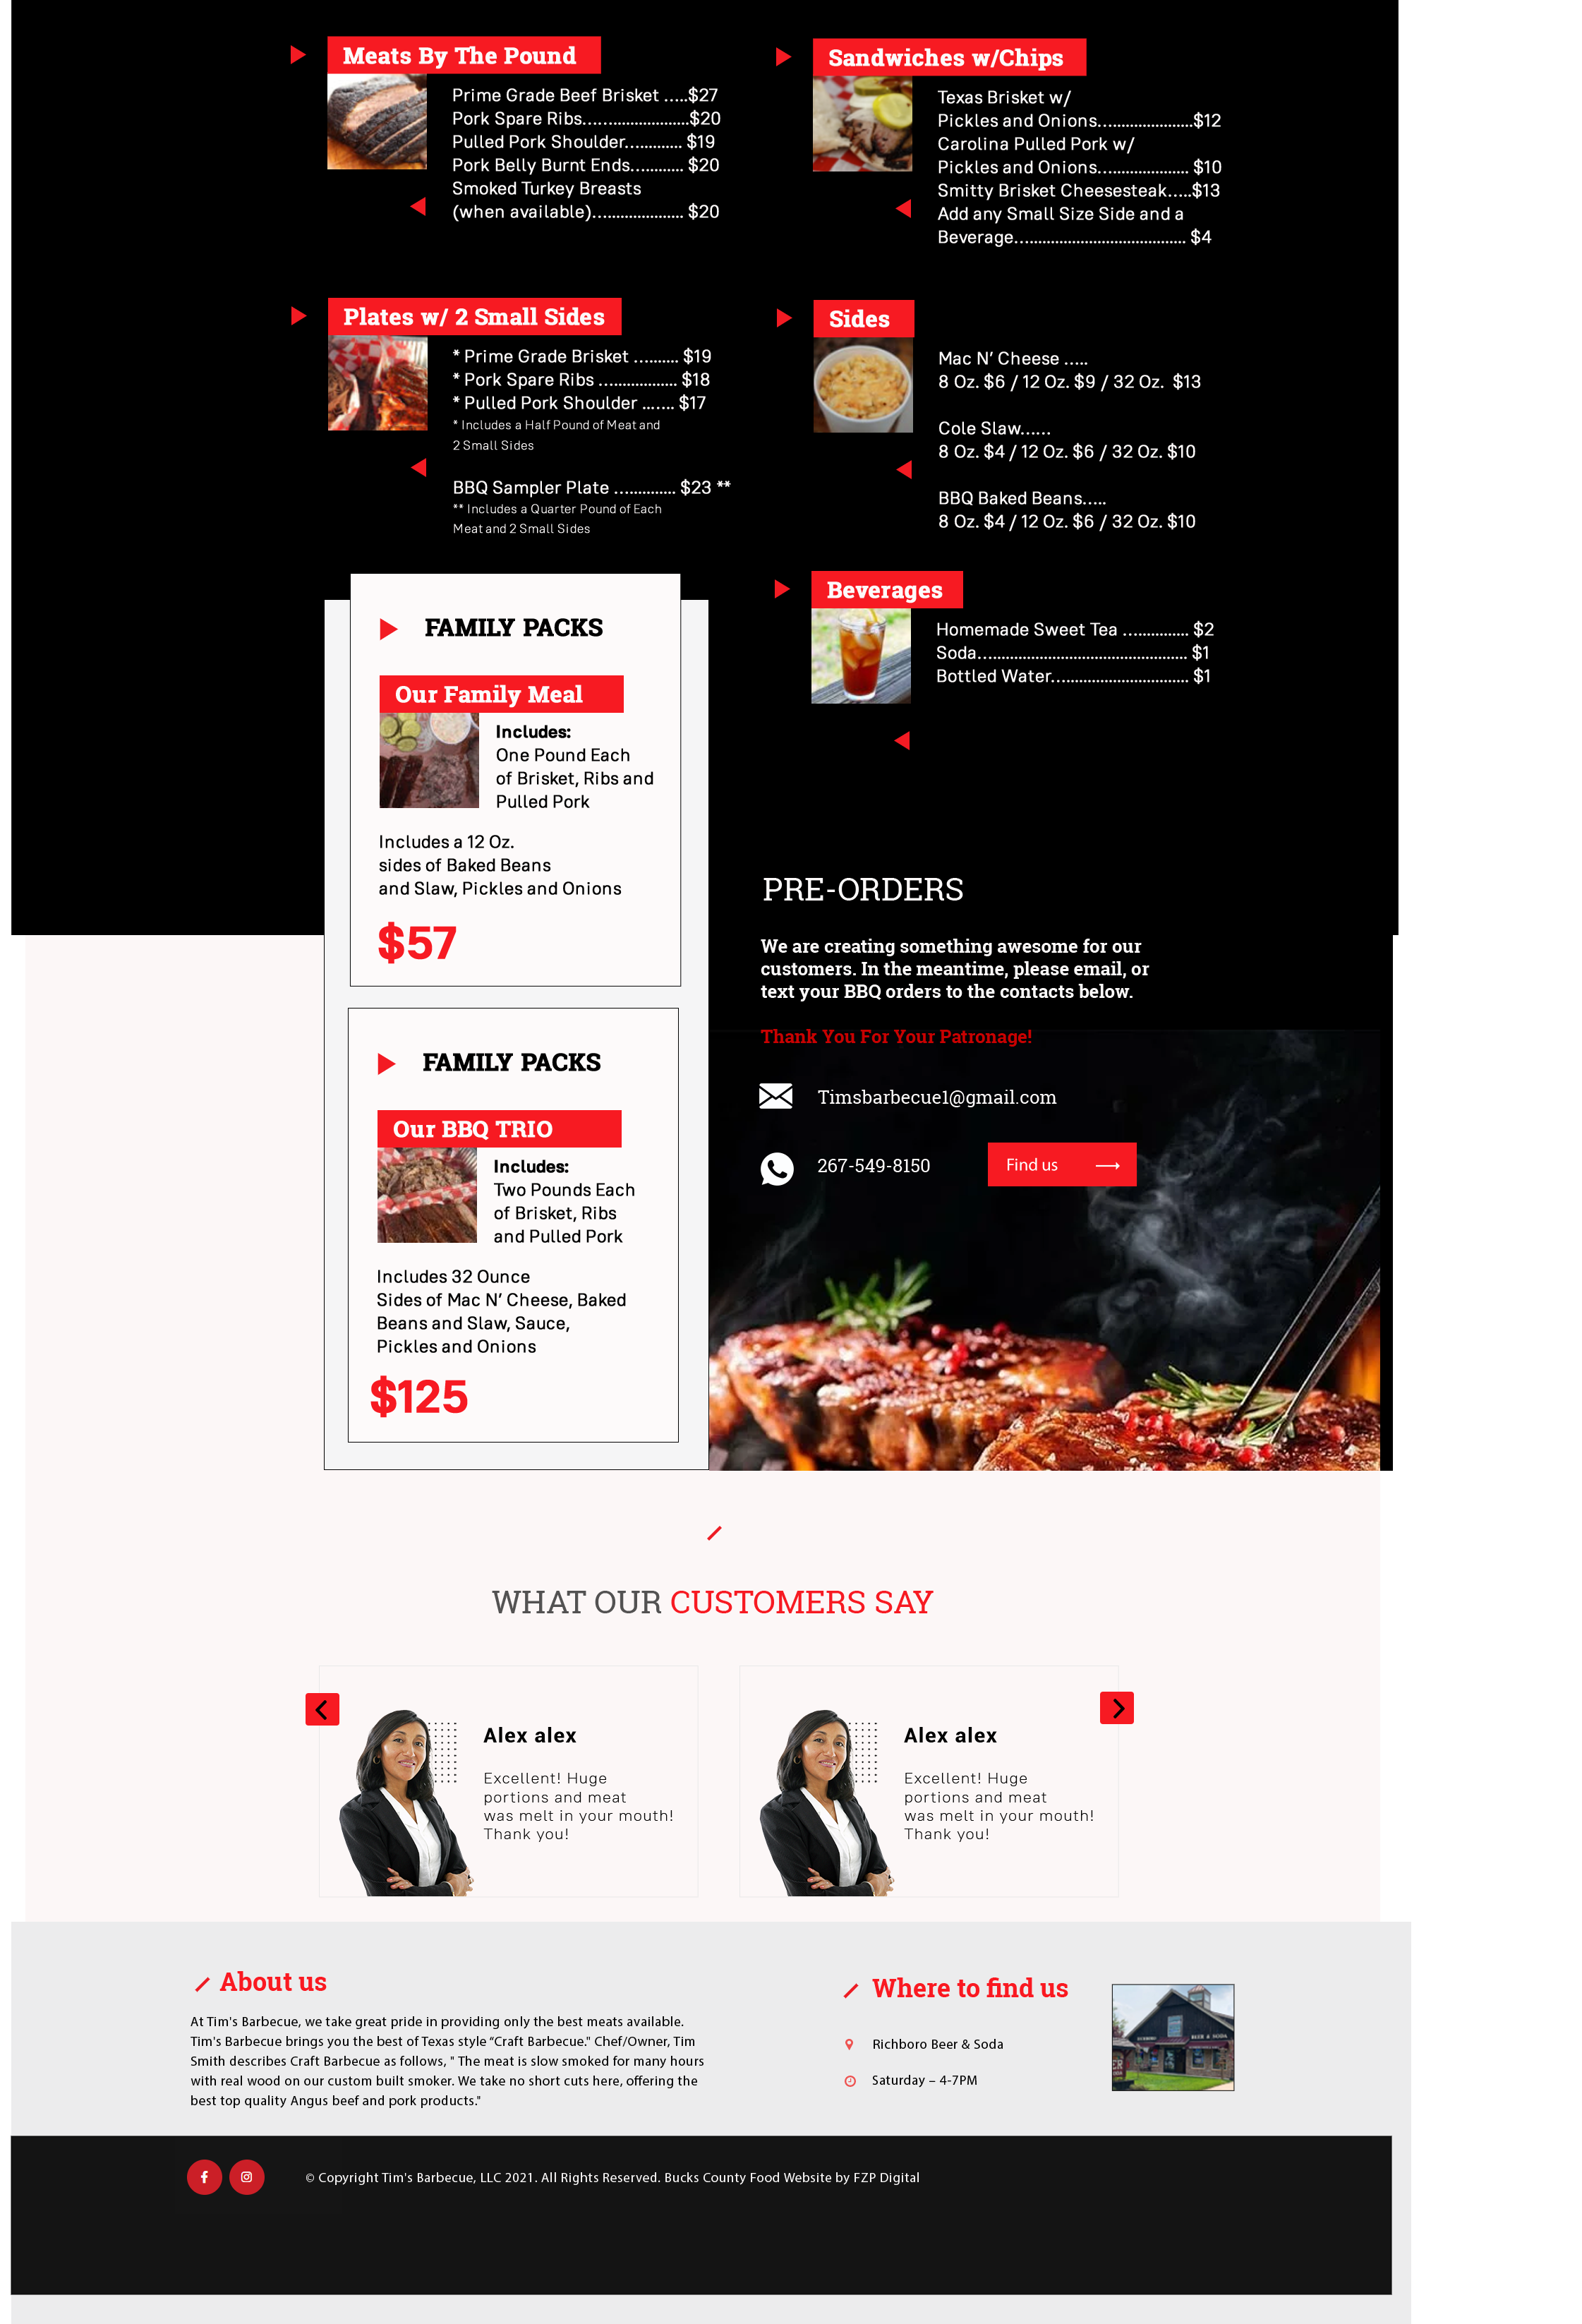 Meats By The Pound
Prime Grade Beef Brisket .....$27
Pork Spare Ribs.......................$20
Pulled Pork Shoulder............ $19
Pork Belly Burnt Ends........... $20
Smoked Turkey Breasts
(when available)..................... $20
Sandwiches w/Chips
Texas Brisket w/
Pickles and Onions.....................$12
Carolina Pulled Pork w/
Pickles and Onions.................... $10
Smitty Brisket Cheesesteak.....$13
Add any Small Size Side and a
Beverage....................................... $4
Plates w/ 2 Small Sides
* Prime Grade Brisket .......... $19
* Pork Spare Ribs ................. $18
* Pulled Pork Shoulder ....... $17
* Includes a Half Pound of Meat and
2 Small Sides
BBQ Sampler Plate ............. $23 **
** Includes a Quarter Pound of Each
Meat and 2 Small Sides
Sides
Mac N’ Cheese .....
8 Oz. $6 / 12 Oz. $9 / 32 Oz. $13
Cole Slaw......
8 Oz. $4 / 12 Oz. $6 / 32 Oz. $10
BBQ Baked Beans.....
8 Oz. $4 / 12 Oz. $6 / 32 Oz. $10
Beverages
Homemade Sweet Tea ............... $2
Soda................................................. $1
Bottled Water............................... $1
FAMILY PACKS
Our Family Meal
Includes:
One Pound Each
of Brisket, Ribs and
Pulled Pork
Includes a 12 Oz.
sides of Baked Beans
and Slaw, Pickles and Onions
$57
FAMILY PACKS
Our BBQ TRIO
Includes:
Two Pounds Each
of Brisket, Ribs
and Pulled Pork
Includes 32 Ounce
Sides of Mac N’ Cheese, Baked
Beans and Slaw, Sauce,
Pickles and Onions
$125
PRE-ORDERS
We are creating something awesome for our
customers. In the meantime, please email, or
text your BBQ orders to the contacts below.
Thank You For Your Patronage!
Timsbarbecue1@gmail.com
267-549-8150
Find us
WHAT OUR CUSTOMERS SAY
Alex alex
Excellent! Huge
portions and meat
was melt in your mouth!
Thank you!
Alex alex
Excellent! Huge
portions and meat
was melt in your mouth!
Thank you!
About us
At Tim's Barbecue, we take great pride in providing only the best meats available.
Tim's Barbecue brings you the best of Texas style “Craft Barbecue." Chef/Owner, Tim
Smith describes Craft Barbecue as follows, " The meat is slow smoked for many hours
with real wood on our custom built smoker. We take no short cuts here, offering the
best top quality Angus beef and pork products."
Where to find us
Richboro Beer & Soda
Saturday – 4-7PM
BEER & SODA
© Copyright Tim's Barbecue, LLC 2021. All Rights Reserved. Bucks County Food Website by FZP Digital